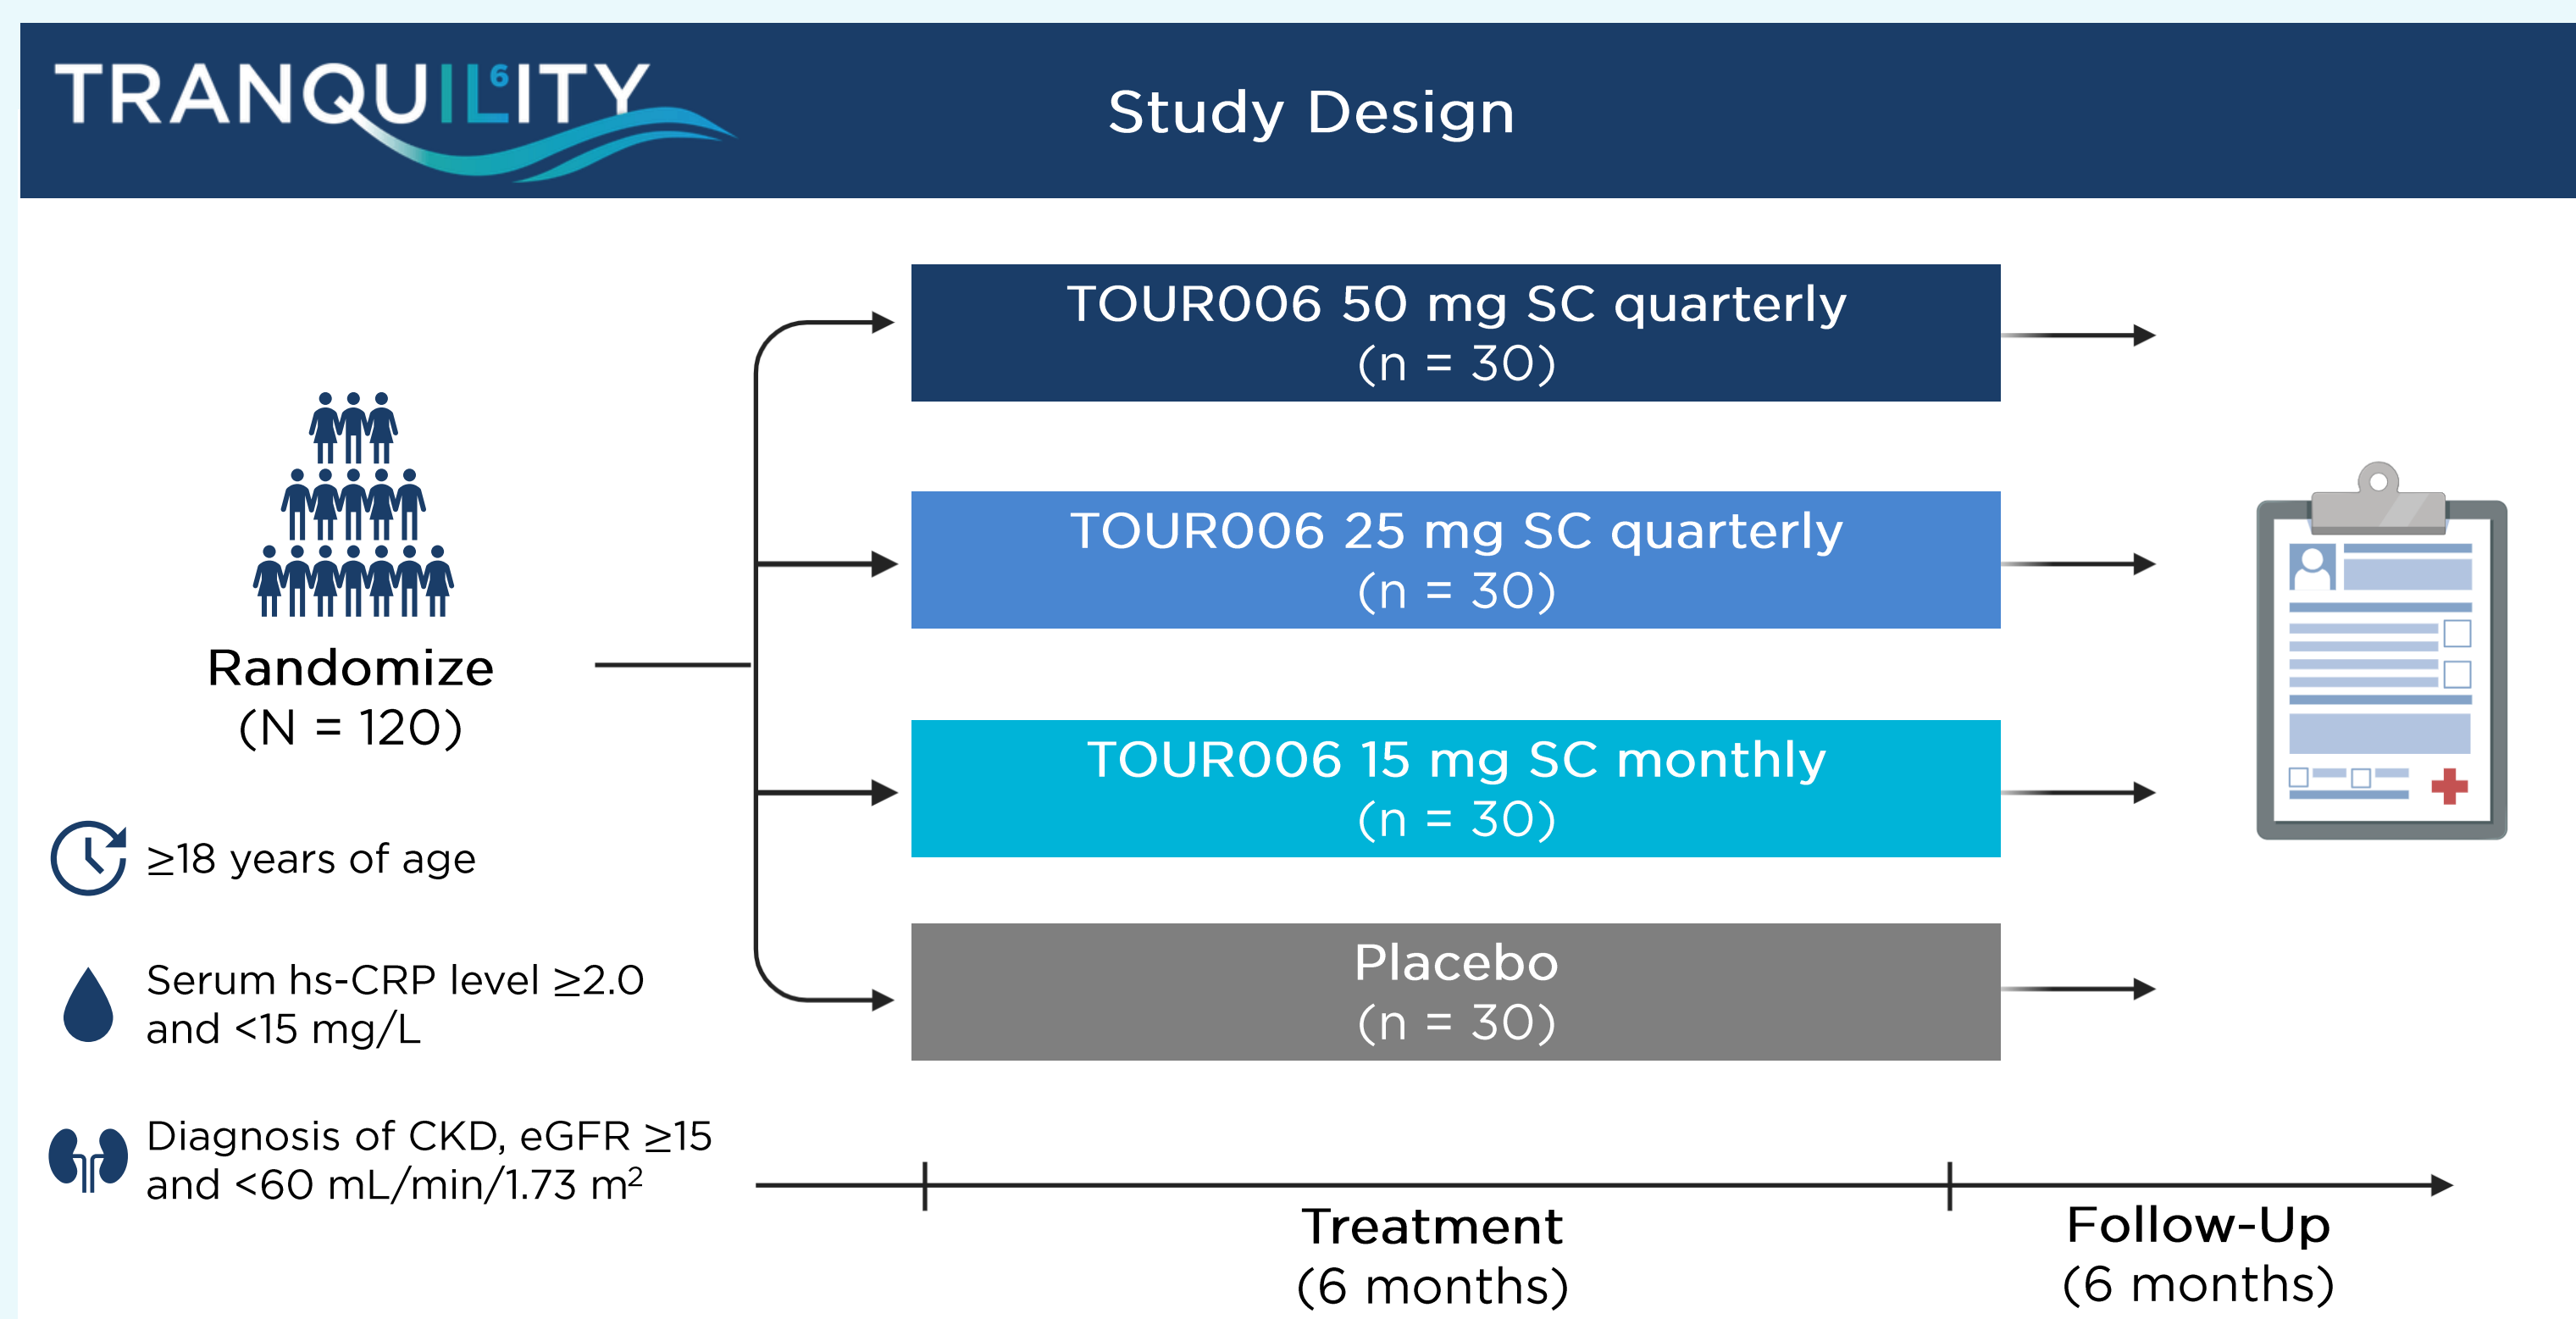 TRANQUIL6ITY
Study Design
Randomize
(N = 120)
≥18 years of age
Serum hs-CRP level ≥2.0
and <15 mg/L
Diagnosis of CKD, eGFR ≥15
and <60 mL/min/1.73 m²
TOUR006 50 mg SC quarterly
(n = 30)
TOUR006 25 mg SC quarterly
(n = 30)
TOUR006 15 mg SC monthly
(n = 30)
Placebo
(n = 30)
Treatment
(6 months)
Follow-Up
(6 months)